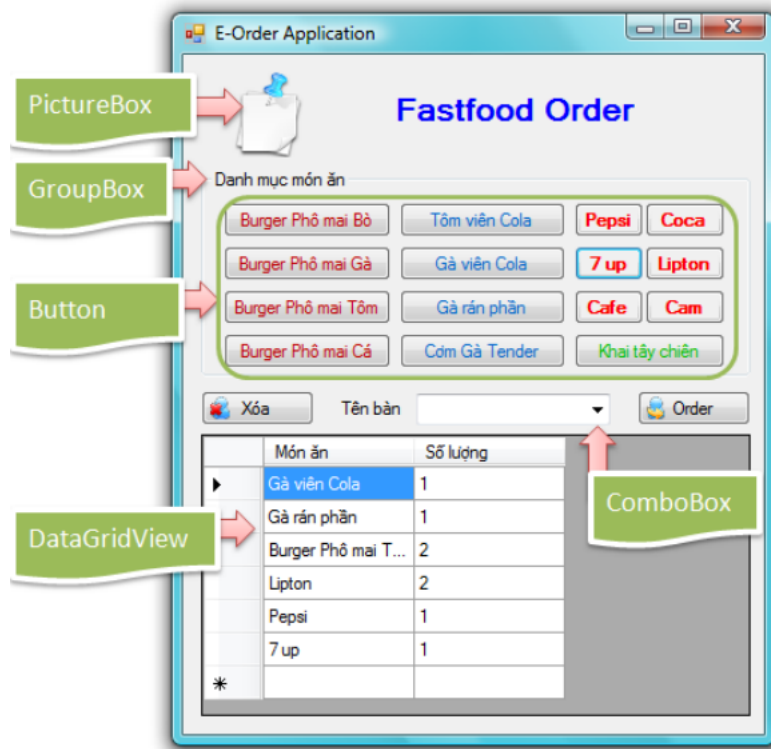 E-Order Application
PictureBox
Fastfood Order
GroupBox
Danh mục món ăn
Burger Phô mai Bò Tôm viên Cola Pepsi Coca
Burger Phô mai Gà Gà viên Cola 7 up Lipton
Button
Burger Phô mai Tôm Gà rán phần Cafe Cam
Burger Phô mai Cá Cơm Gà Tender Khai tây chiên
Xóa Tên bàn Order
Món ăn Số lượng
Gà viên Cola 1
ComboBox
Gà rán phần 1
DataGridView
Burger Phô mai T... 2
Lipton 2
Pepsi 1
7 up 1